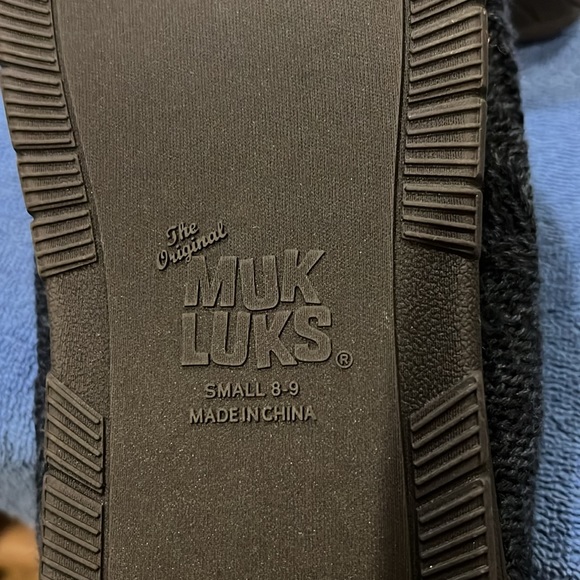 The
Original
MUK
LUKS®
SMALL 8-9
MADE IN CHINA